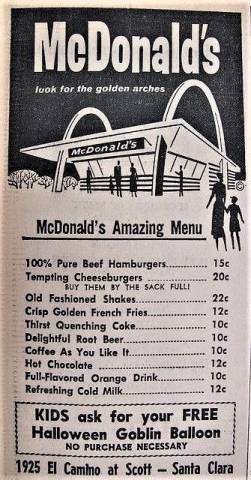 McDonald's
look for the golden arches
McDonald's
©
McDonald's Amazing Menu
100% Pure Beef Hamburgers 15c
Tempting Cheeseburgers 20c
BUY THEM BY THE SACK FULL!
Old Fashioned Shakes 22c
Crisp Golden French Fries 12c
Thirst Quenching Coke 10c
Delightful Root Beer 10c
Coffee As You Like It 10c
Hot Chocolate 12c
Full-Flavored Orange Drink 10c
Refreshing Cold Milk 12c
KIDS ask for your FREE
Halloween Goblin Balloon
NO PURCHASE NECESSARY
1925 El Camino at Scott — Santa Clara